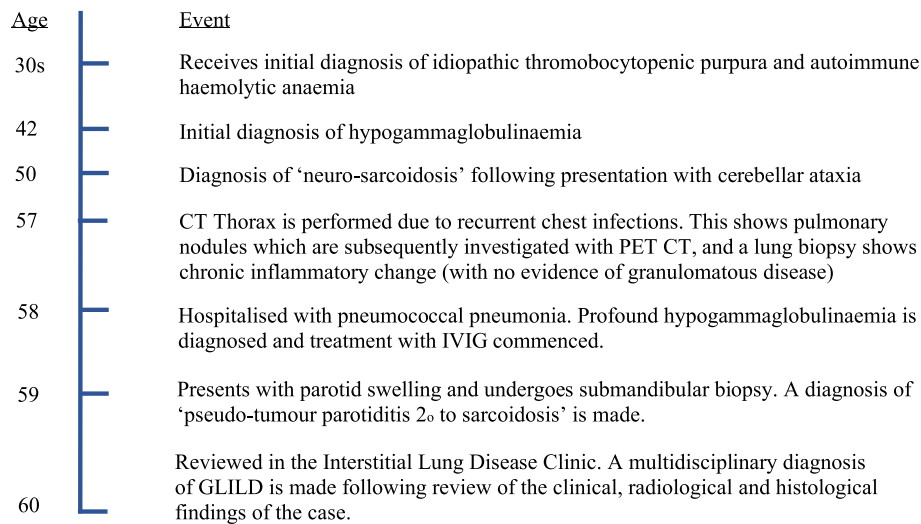 Age Event
30s Receives initial diagnosis of idiopathic thromobocytopenic purpura and autoimmune
haemolytic anaemia
42 Initial diagnosis of hypogammaglobulinaemia
50 Diagnosis of ‘neuro-sarcoidosis’ following presentation with cerebellar ataxia
57 CT Thorax is performed due to recurrent chest infections. This shows pulmonary
nodules which are subsequently investigated with PET CT, and a lung biopsy shows
chronic inflammatory change (with no evidence of granulomatous disease)
58 Hospitalised with pneumococcal pneumonia. Profound hypogammaglobulinaemia is
diagnosed and treatment with IVIG commenced.
59 Presents with parotid swelling and undergoes submandibular biopsy. A diagnosis of
‘pseudo-tumour parotiditis 2o to sarcoidosis’ is made.
Reviewed in the Interstitial Lung Disease Clinic. A multidisciplinary diagnosis
of GLILD is made following review of the clinical, radiological and histological
60 findings of the case.